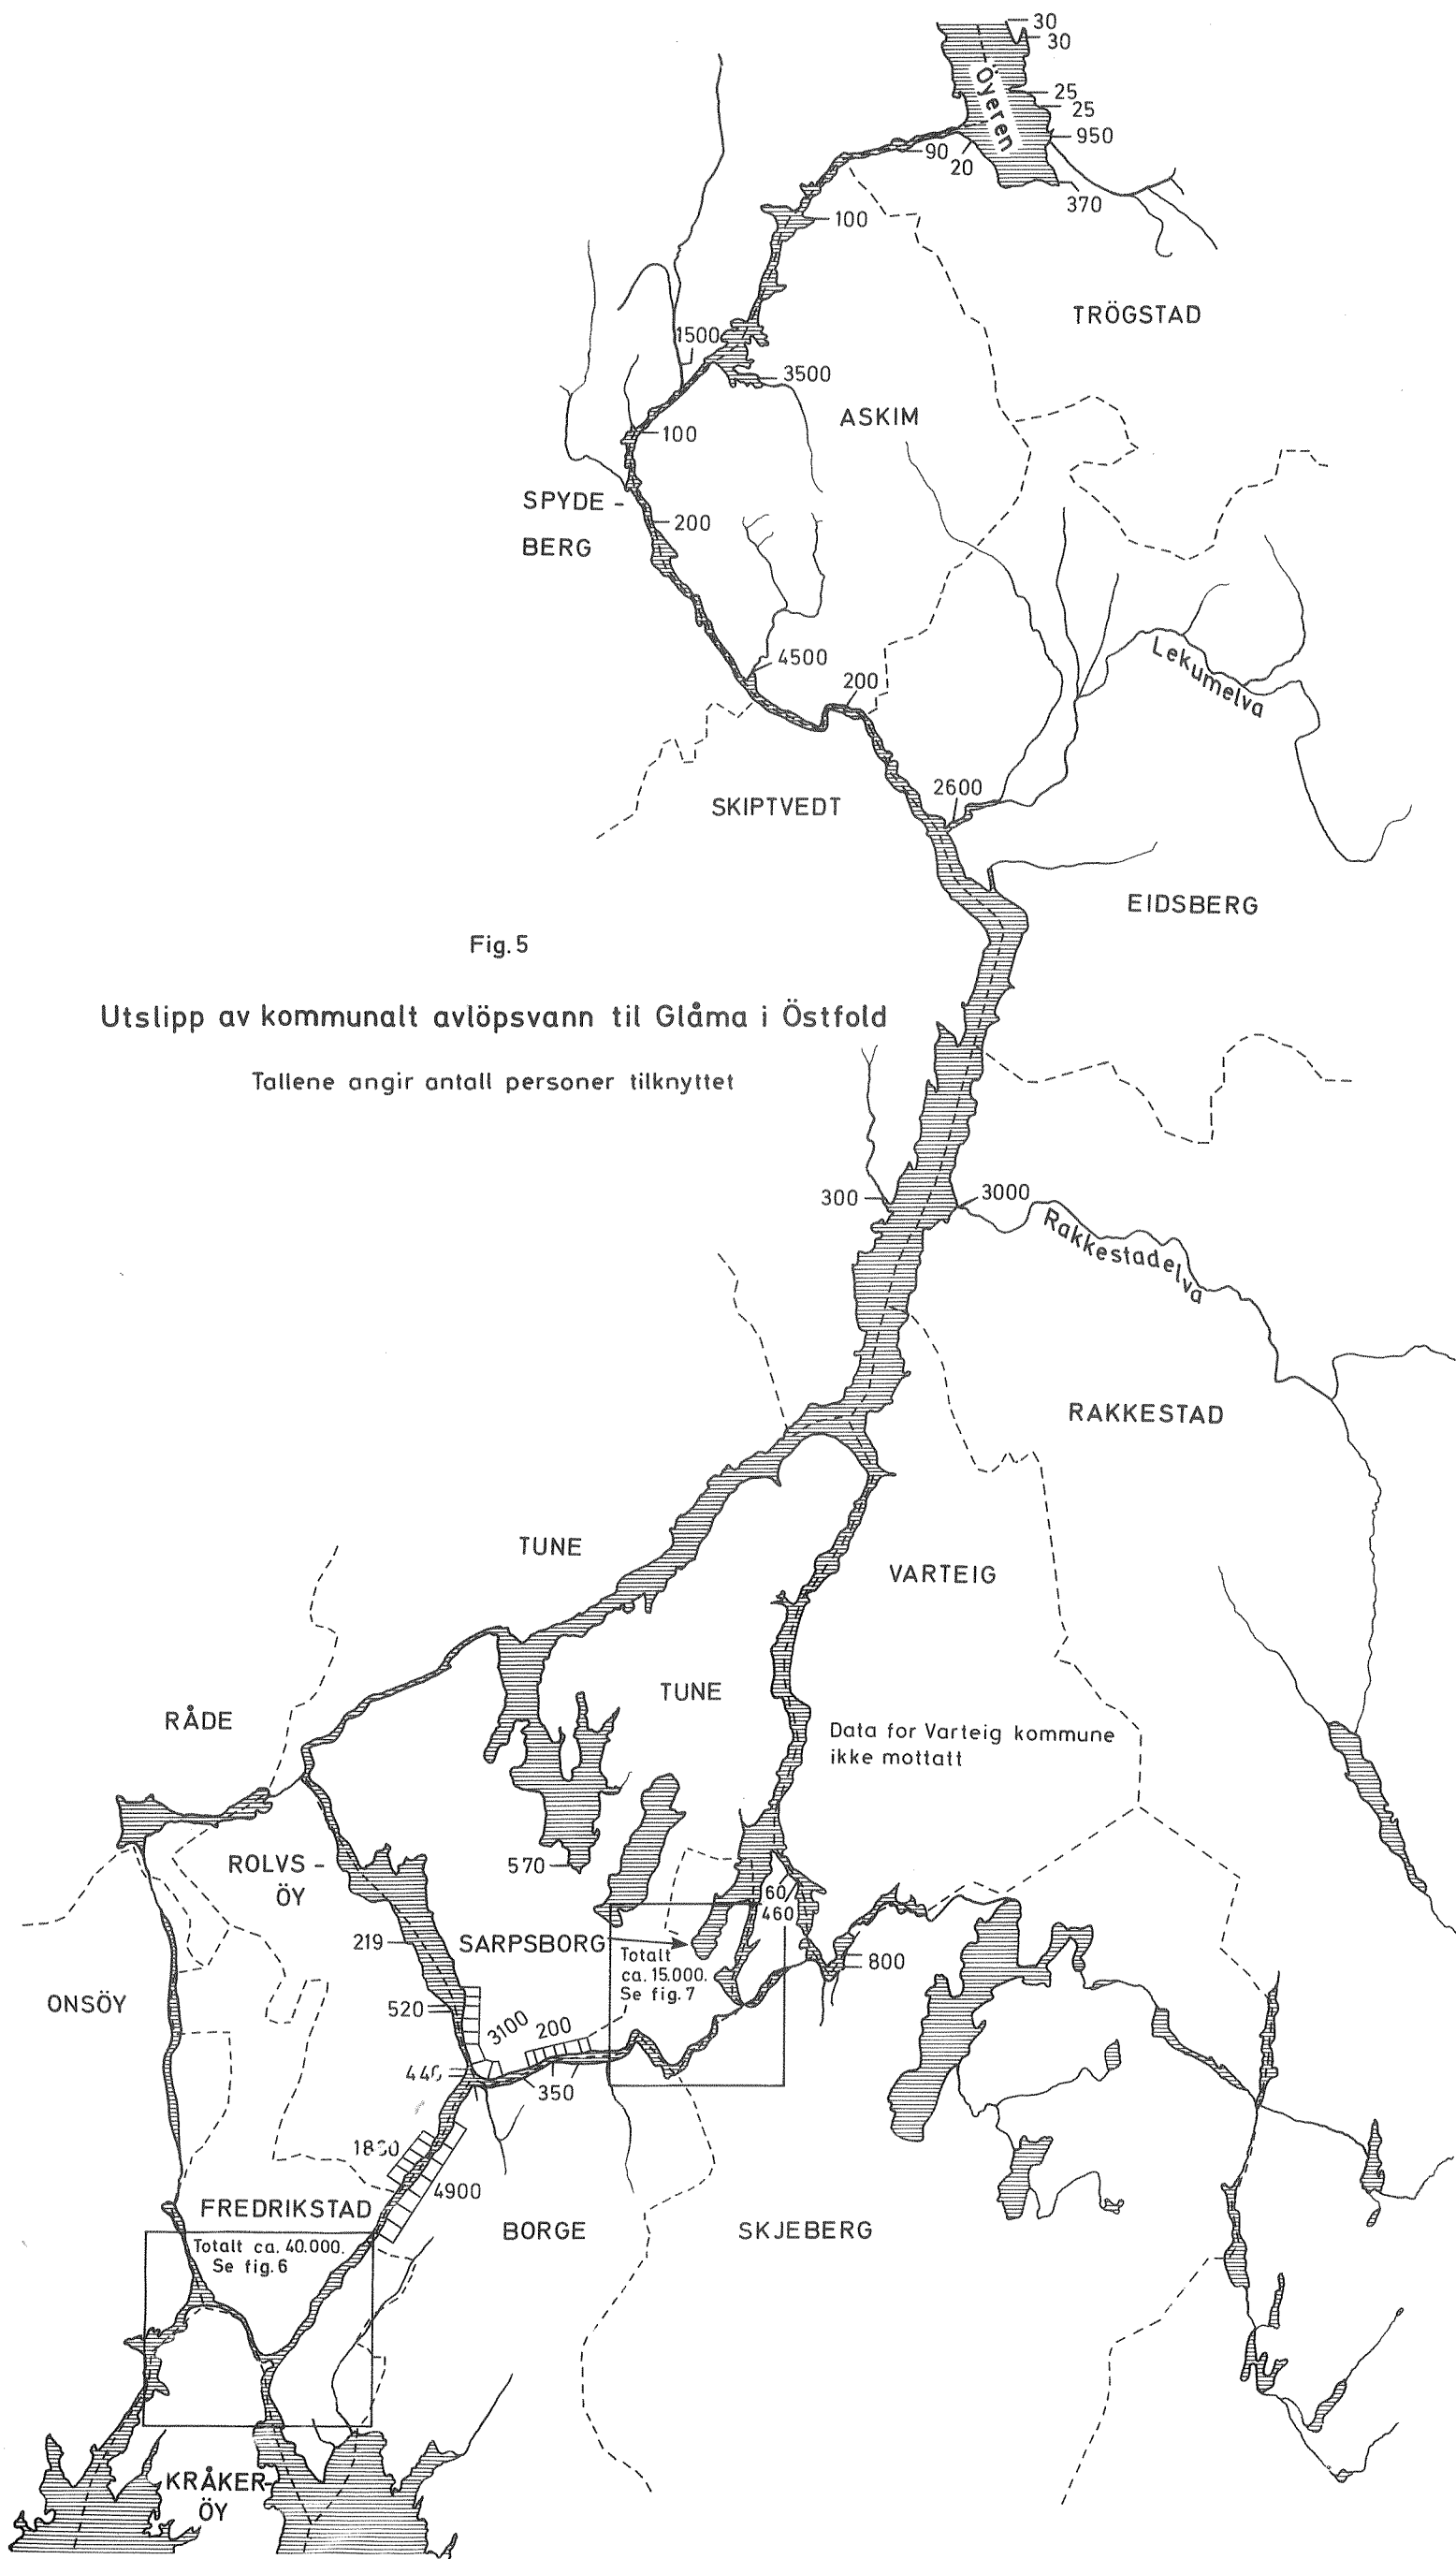 30
30
Öyeren
25
25
950
90
20
370
100
TRÖGSTAD
1500
3500
ASKIM
100
SPYDE -
BERG
200
4500
200
Lekumelva
2600
SKIPTVEDT
EIDSBERG
Fig. 5
Utslipp av kommunalt avlöpsvann til Glåma i Östfold
Tallene angir antall personer tilknyttet
300
3000
Rakkestadelva
RAKKESTAD
TUNE
VARTEIG
TUNE
RÅDE
Data for Varteig kommune
ikke mottatt
ROLVS -
ÖY
570
60
460
219
SARPSBORG
Totalt
ca. 15.000.
Se fig. 7
800
ONSÖY
520
3100
200
350
4900
FREDRIKSTAD
BORGE
SKJEBERG
Totalt ca. 40.000.
Se fig. 6
KRÅKER-
ÖY